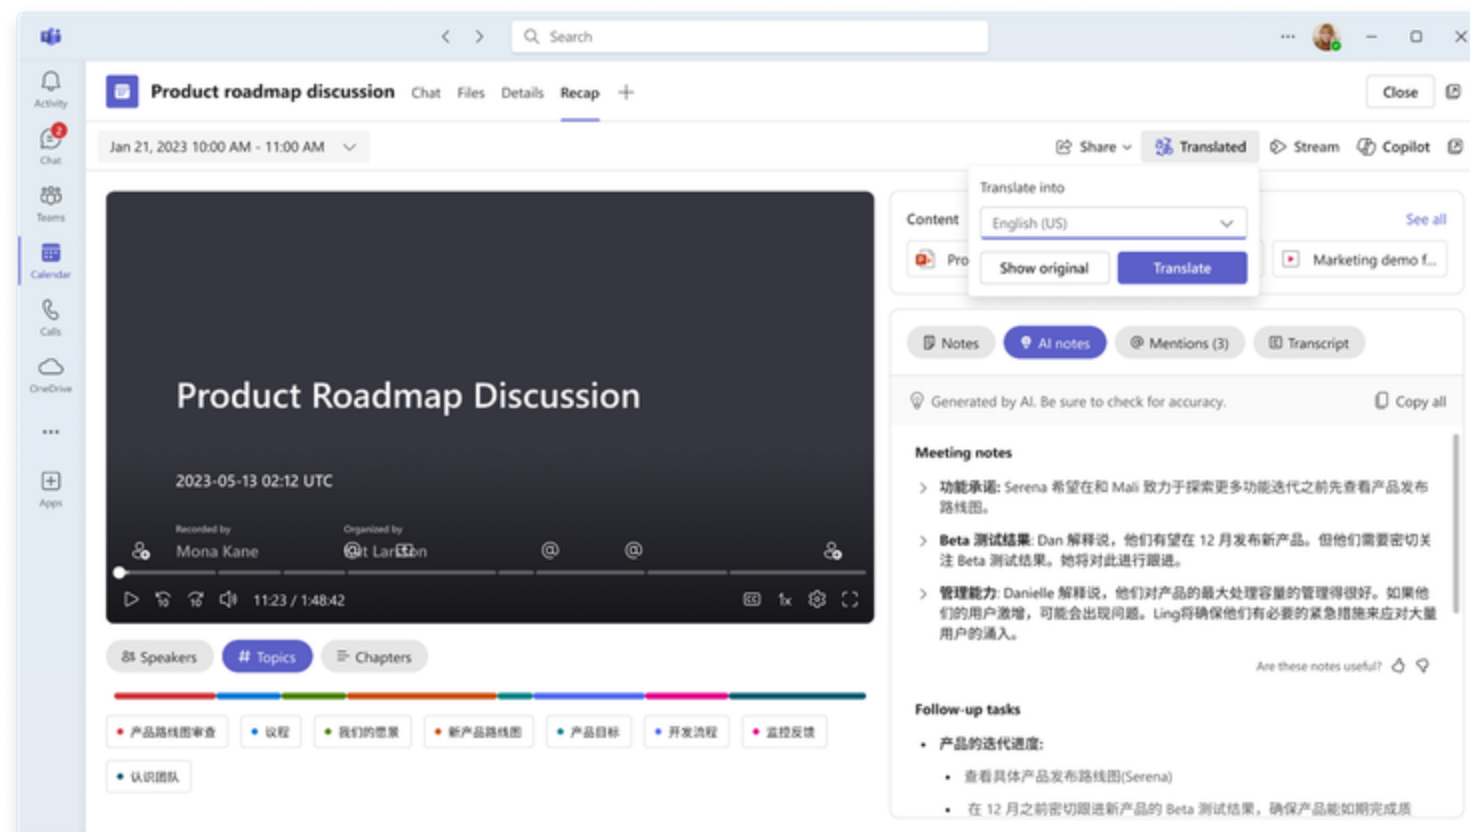 Search
Activity
2
Chat
Teams
Calendar
Calls
OneDrive
Apps
Product roadmap discussion
Chat
Files
Details
Recap
Close
Jan 21, 2023 10:00 AM - 11:00 AM
Share
Translated
Stream
Copilot
Translate into
English (US)
Show original
Translate
Content
See all
Pro
Marketing demo f...
Product Roadmap Discussion
2023-05-13 02:12 UTC
Recorded by
Mona Kane
Organized by
11:23 / 1:48:42
1x
Speakers
# Topics
Chapters
产品路线图审查
议程
我们的愿景
新产品路线图
产品目标
开发流程
监控反馈
认识团队
Notes
AI notes
@ Mentions (3)
Transcript
Generated by AI. Be sure to check for accuracy.
Copy all
Meeting notes
功能承诺: Serena 希望在和 Mali 致力于探索更多功能迭代之前先查看产品发布
路线图。
Beta 测试结果: Dan 解释说，他们有望在 12 月发布新产品。但他们需要密切关
注 Beta 测试结果。她将对此进行跟进。
管理能力: Danielle 解释说，他们对产品的最大处理容量的管理得很好。如果他
们的用户激增，可能会出现问题。Ling将确保他们有必要的紧急措施来应对大量
用户的涌入。
Are these notes useful?
Follow-up tasks
• 产品的迭代进度:
• 查看具体产品发布路线图(Serena)
• 在 12 月之前密切跟进新产品的 Beta 测试结果，确保产品能如期完成质